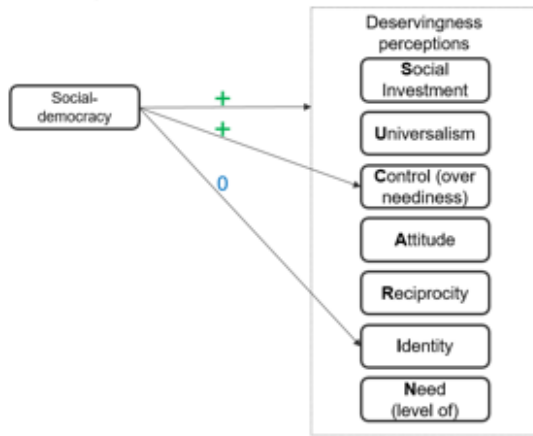 Deservingness
perceptions
Social
Investment
Social-
democracy
+
+
Universalism
0
Control (over
neediness)
Attitude
Reciprocity
Identity
Need
(level of)